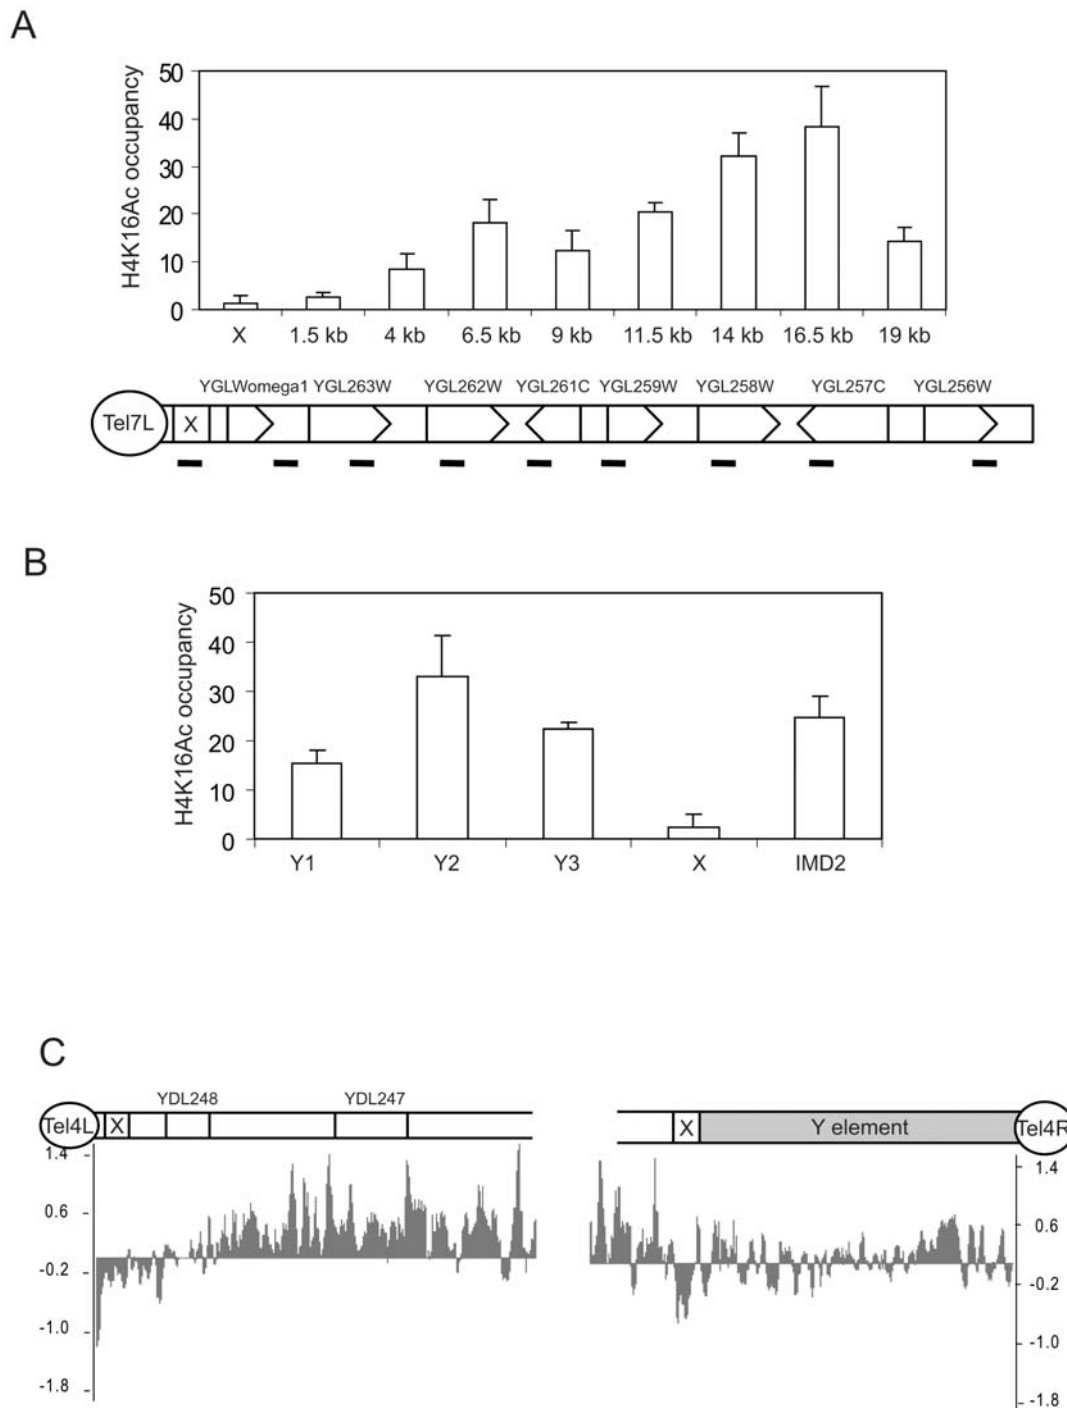 A
H4K16Ac occupancy
50
40
30
20
10
0
X 1.5 kb 4 kb 6.5 kb 9 kb 11.5 kb 14 kb 16.5 kb 19 kb
YGLWomega1 YGL263W YGL262W YGL261C YGL259W YGL258W YGL257C YGL256W
Tel7L X
B
H4K16Ac occupancy
50
40
30
20
10
0
Y1 Y2 Y3 X IMD2
C
YDL248 YDL247
Tel4L X
X Y element Tel4R
1.4
0.6
-0.2
-1.0
-1.8
1.4
0.6
-0.2
-1.0
-1.8